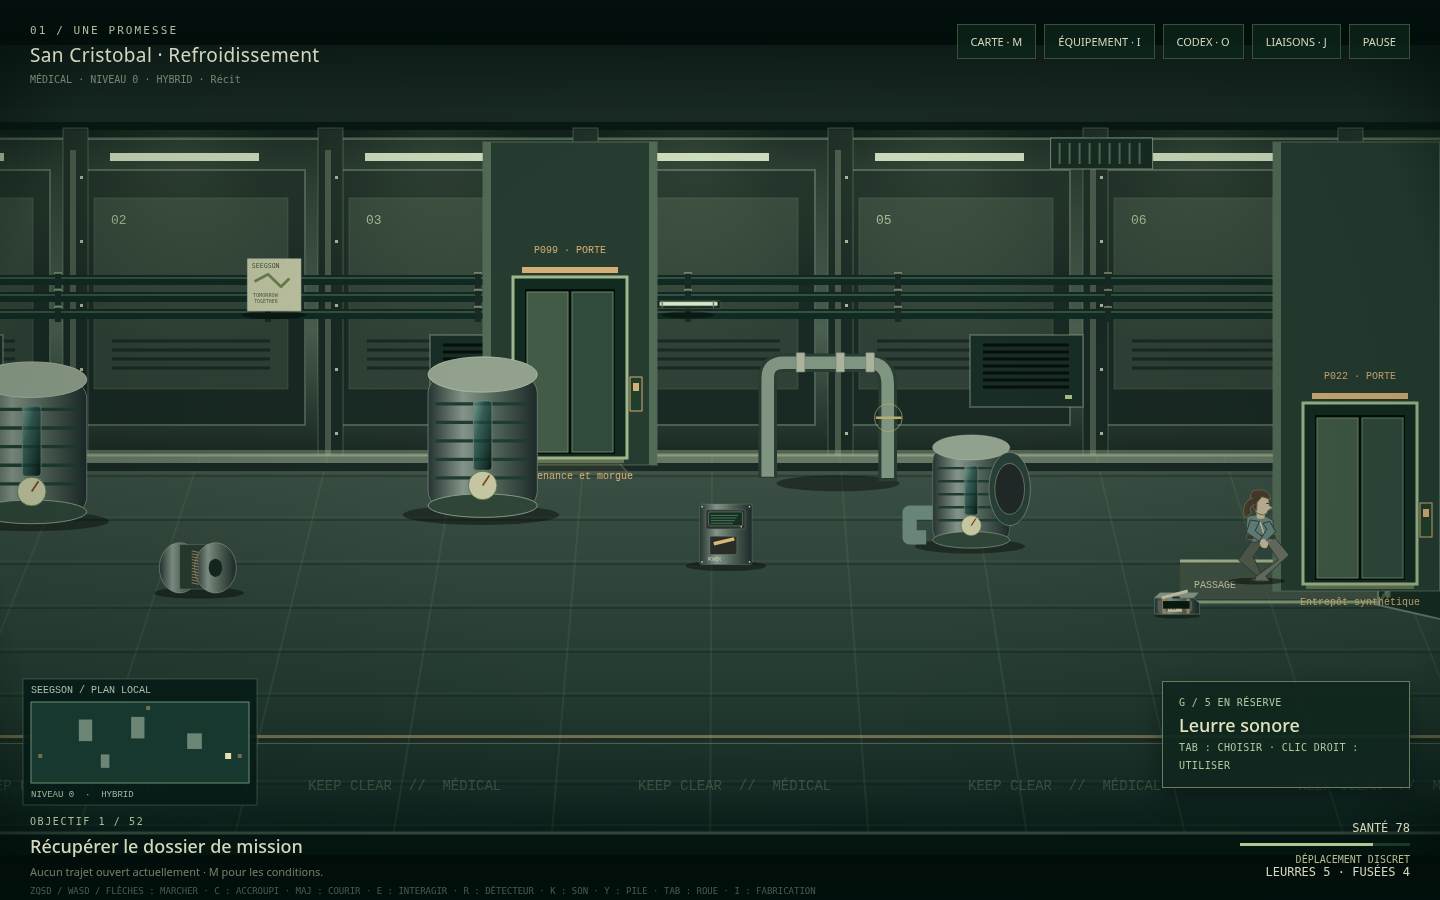 01 / UNE PROMESSE
San Cristobal · Refroidissement
MÉDICAL · NIVEAU 0 · HYBRID · Récit
CARTE · M
ÉQUIPEMENT · I
CODEX · O
LIAISONS · J
PAUSE
02
03
05
06
SEEGSON
TOMORROW
TOGETHER
P099 · PORTE
enance et morgue
P022 · PORTE
PASSAGE
Entrepôt synthétique
SEEGSON / PLAN LOCAL
NIVEAU 0 · HYBRID
G / 5 EN RÉSERVE
Leurre sonore
TAB : CHOISIR · CLIC DROIT :
UTILISER
KEEP CLEAR // MÉDICAL
KEEP CLEAR // MÉDICAL
KEEP CLEAR // MÉDICAL
OBJECTIF 1 / 52
Récupérer le dossier de mission
Aucun trajet ouvert actuellement · M pour les conditions.
ZQSD / WASD / FLÈCHES : MARCHER · C : ACCROUPI · MAJ : COURIR · E : INTERAGIR · R : DÉTECTEUR · K : SON · Y : PILE · TAB : ROUE · I : FABRICATION
SANTÉ 78
DÉPLACEMENT DISCRET
LEURRES 5 · FUSÉES 4